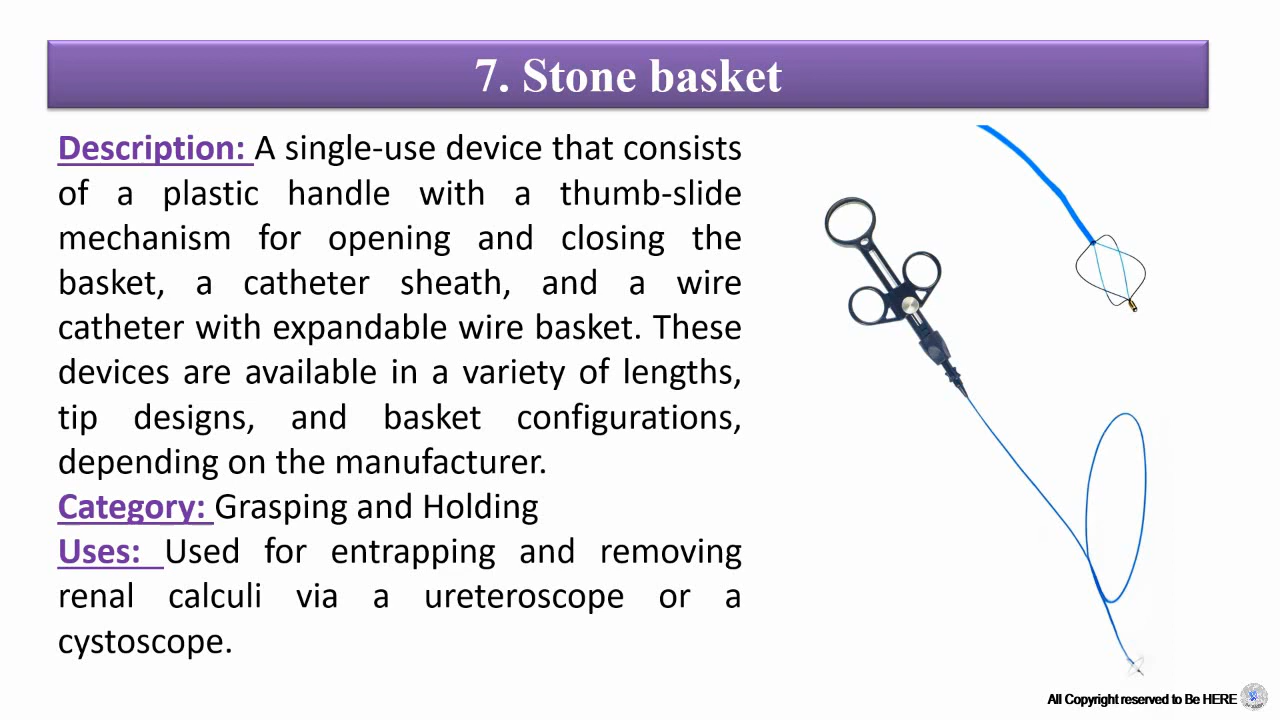 7. Stone basket
Description: A single-use device that consists
of a plastic handle with a thumb-slide
mechanism for opening and closing the
basket, a catheter sheath, and a wire
catheter with expandable wire basket. These
devices are available in a variety of lengths,
tip designs, and basket configurations,
depending on the manufacturer.
Category: Grasping and Holding
Uses: Used for entrapping and removing
renal calculi via a ureteroscope or a
cystoscope.
All Copyright reserved to Be HERE